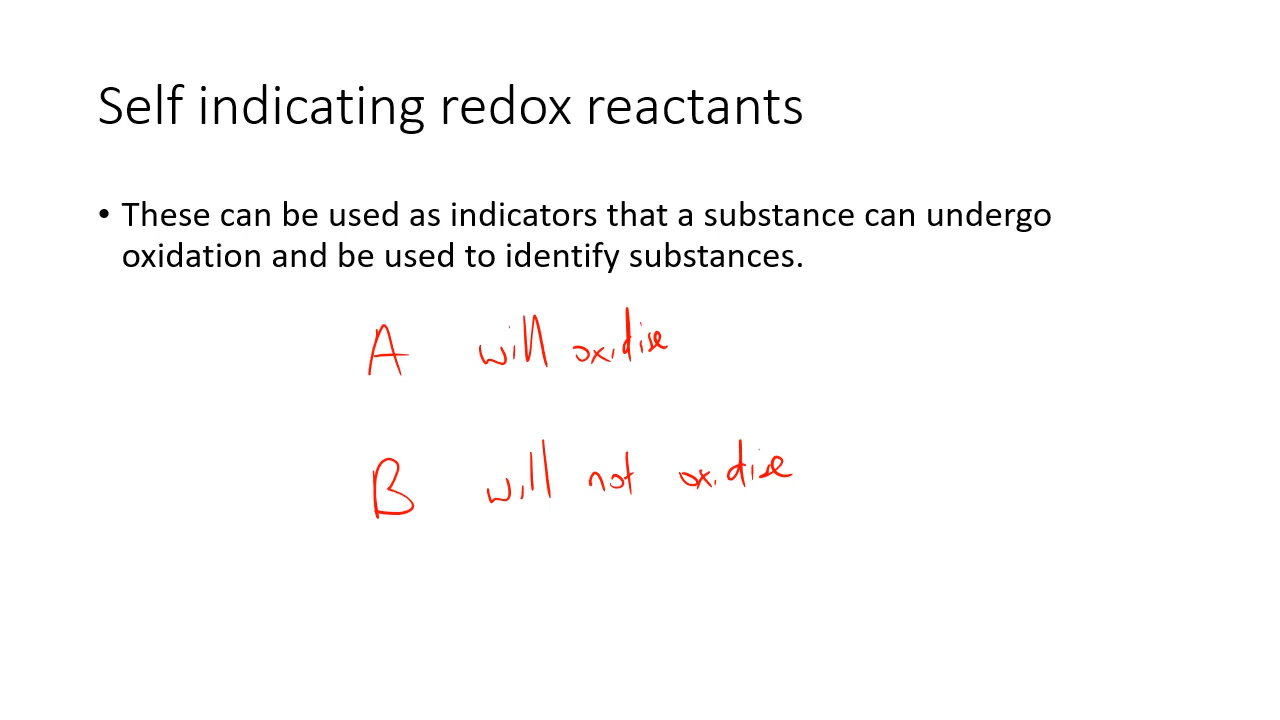 Self indicating redox reactants
• These can be used as indicators that a substance can undergo
oxidation and be used to identify substances.
A will oxidise
B will not oxidise